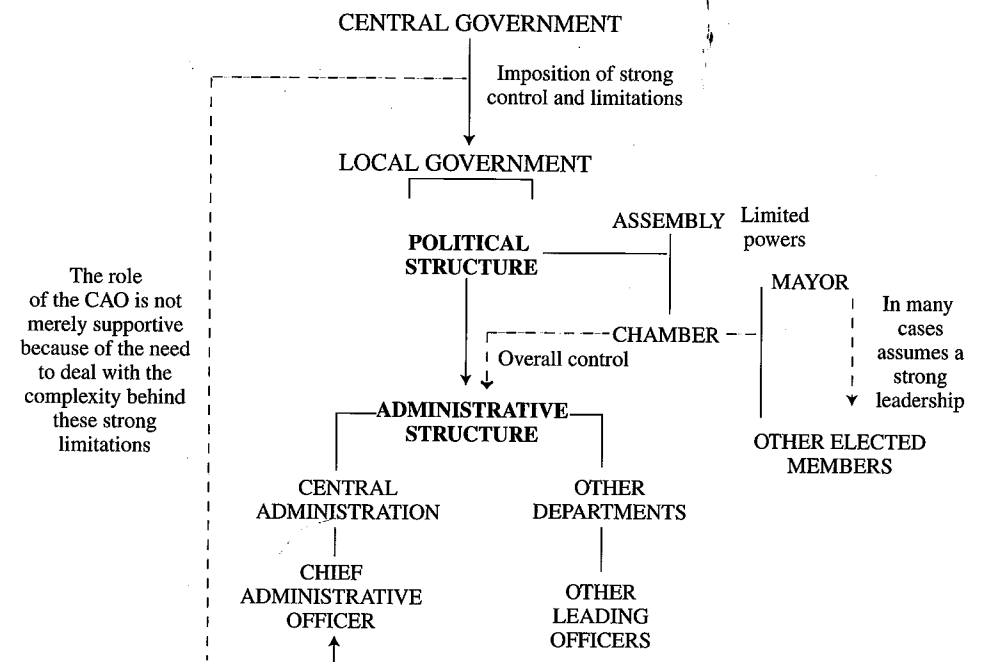 CENTRAL GOVERNMENT
Imposition of strong
control and limitations
LOCAL GOVERNMENT
ASSEMBLY
Limited
powers
POLITICAL
STRUCTURE
MAYOR
The role
of the CAO is not
merely supportive
because of the need
to deal with the
complexity behind
these strong
limitations
In many
cases
assumes a
strong
leadership
CHAMBER
Overall control
ADMINISTRATIVE
STRUCTURE
OTHER ELECTED
MEMBERS
CENTRAL
ADMINISTRATION
OTHER
DEPARTMENTS
CHIEF
ADMINISTRATIVE
OFFICER
OTHER
LEADING
OFFICERS